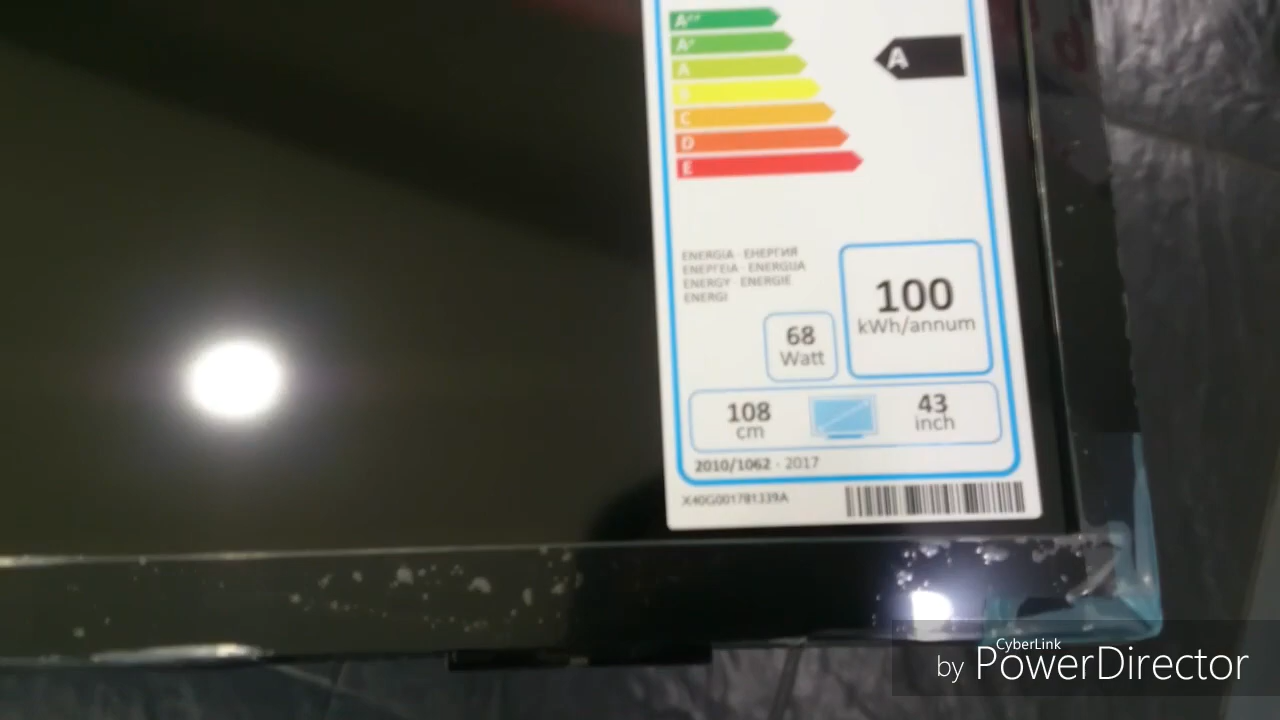 A++
A+
A
A
C
D
E
ENERGIA · ЕНЕРГИЯ
ΕΝΕΡΓΕΙΑ · ENERGIJA
ENERGY · ENERGIE
ENERGI
100
kWh/annum
68
Watt
108
cm
43
inch
2010/1062 - 2017
X40G001781339A
CyberLink
by PowerDirector